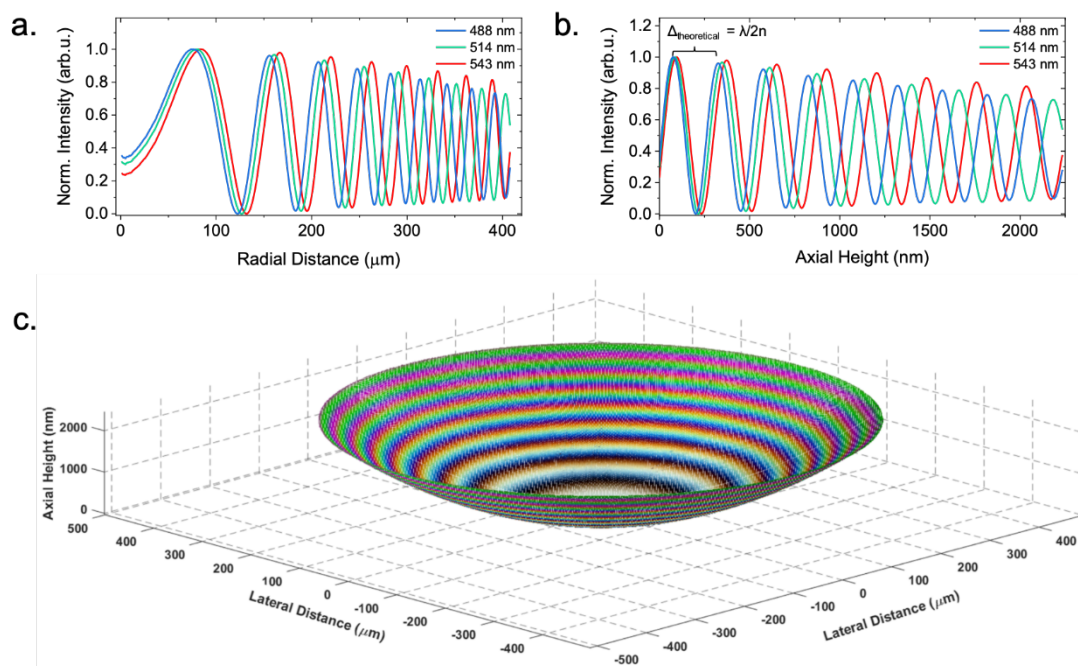 a.
Norm. Intensity (arb.u.)
1.0
0.8
0.6
0.4
0.2
0.0
488 nm
514 nm
543 nm
0
100
200
300
400
Radial Distance (μm)
b.
Norm. Intensity (arb.u.)
1.2
1.0
0.8
0.6
0.4
0.2
0.0
Δtheoretical = λ/2n
488 nm
514 nm
543 nm
0
500
1000
1500
2000
Axial Height (nm)
c.
Axial Height (nm)
2000
1000
0
500
400
300
200
100
0
-100
-200
-300
-400
Lateral Distance (μm)
-500
-400
-300
-200
-100
0
100
200
300
400
Lateral Distance (μm)